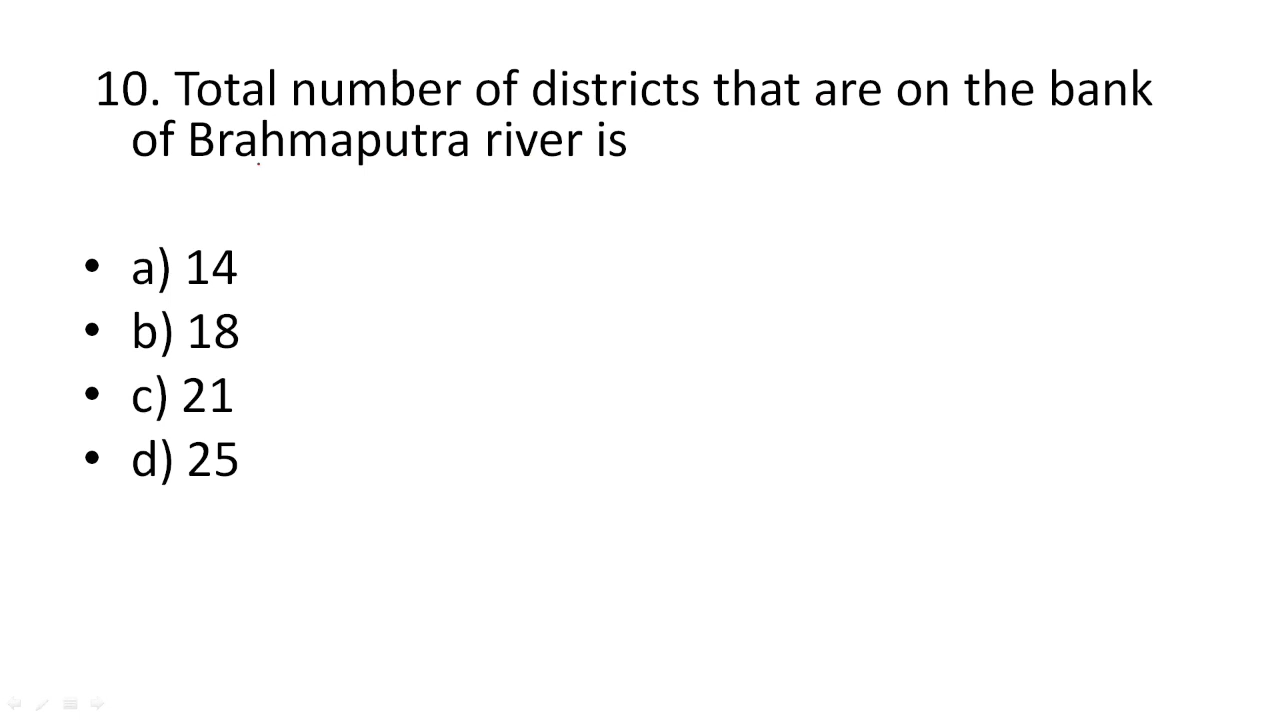 10. Total number of districts that are on the bank
of Brahmaputra river is
• a) 14
• b) 18
• c) 21
• d) 25